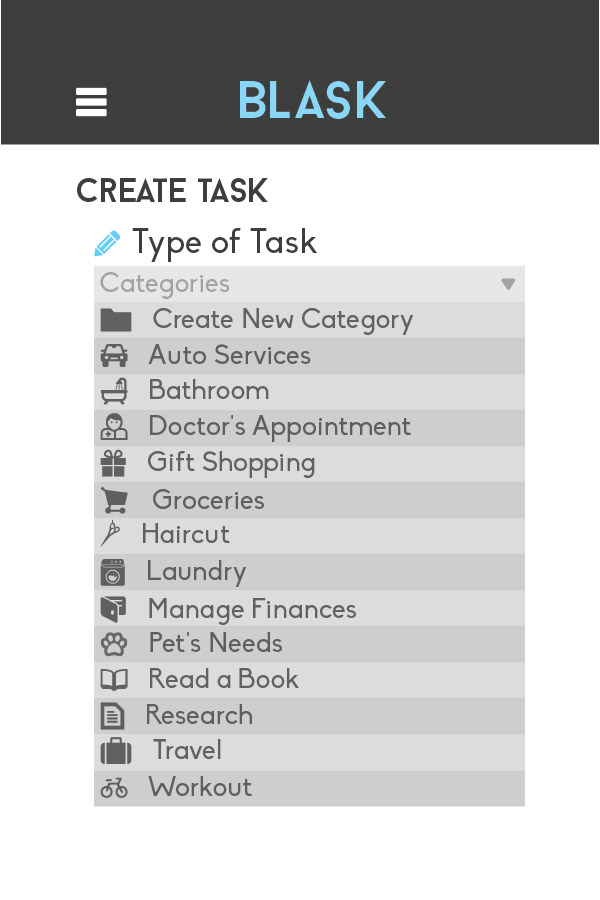 BLASK
CREATE TASK
Type of Task
Categories
Create New Category
Auto Services
Bathroom
Doctor's Appointment
Gift Shopping
Groceries
Haircut
Laundry
Manage Finances
Pet's Needs
Read a Book
Research
Travel
Workout